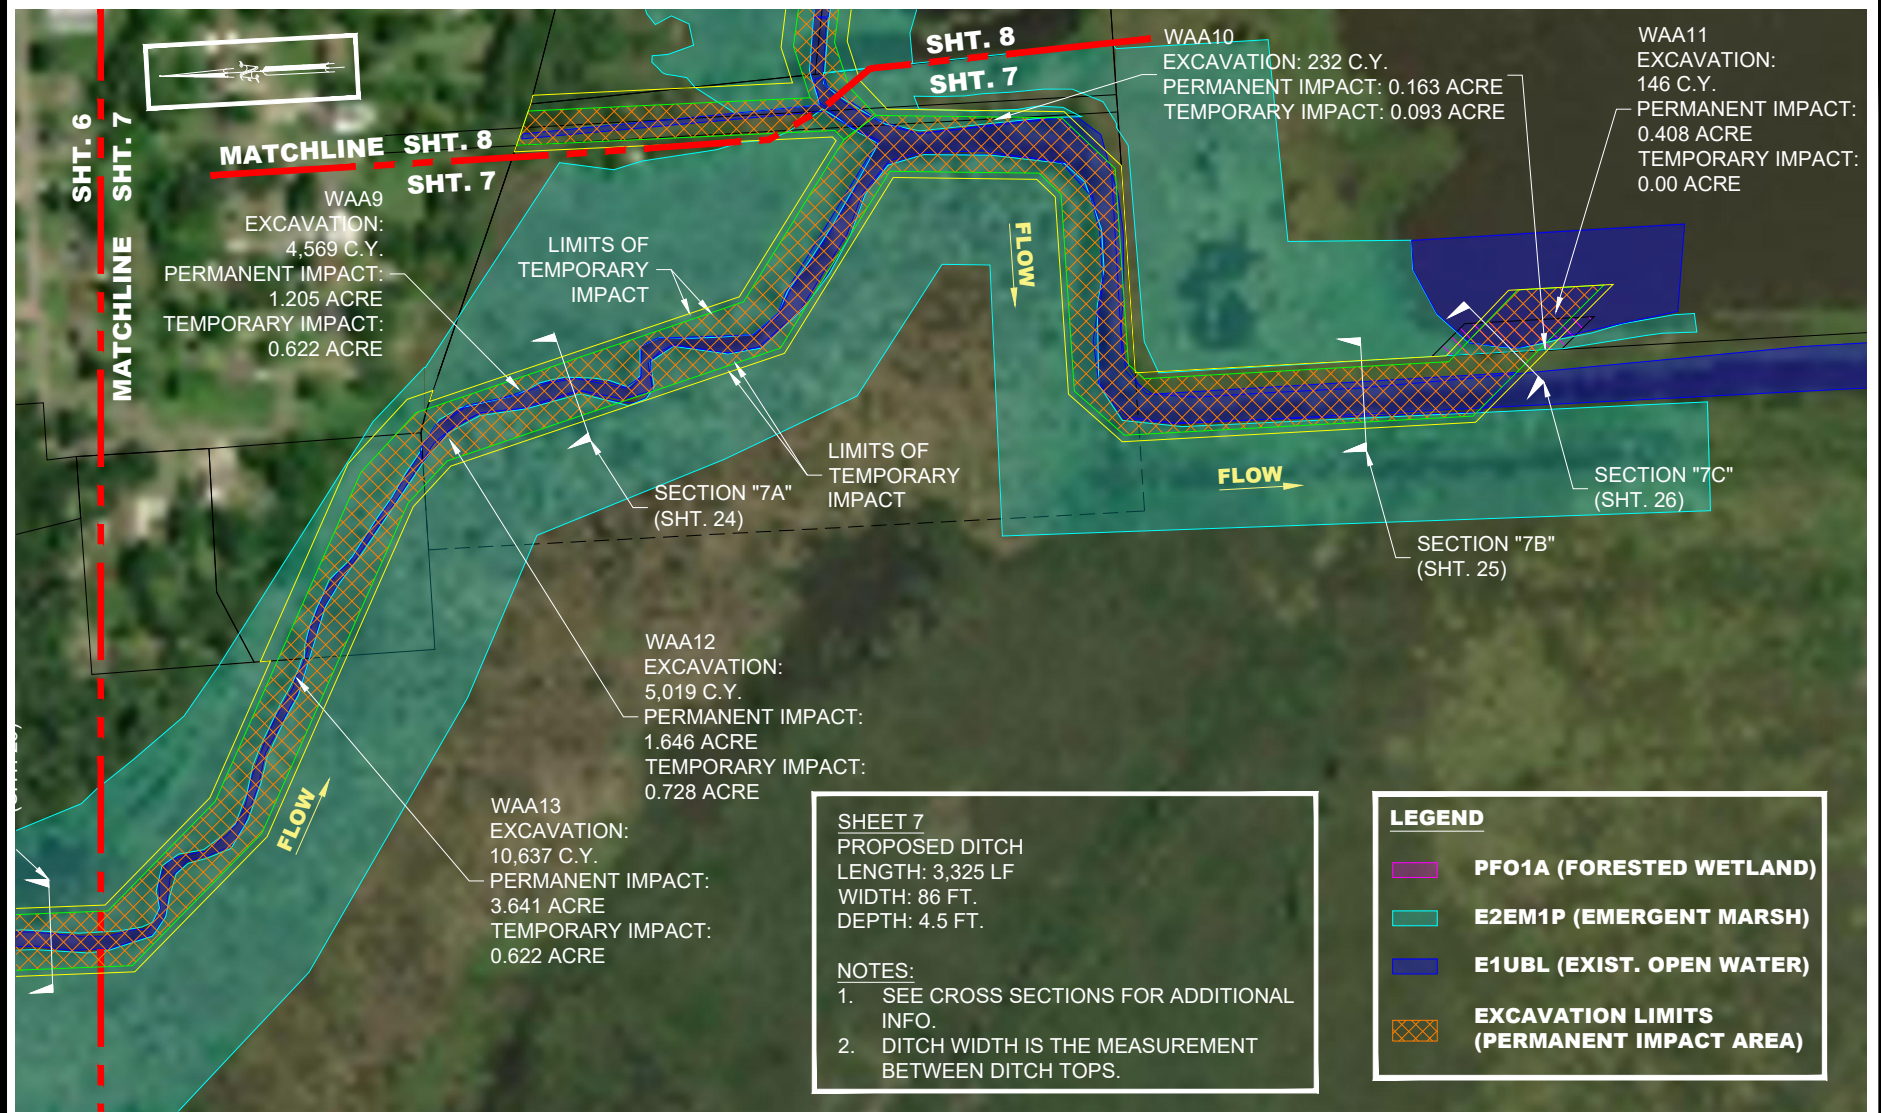 SHT. 6
MATCHLINE SHT. 7
MATCHLINE SHT. 8
SHT. 7
SHT. 8
SHT. 7
WAA10
EXCAVATION: 232 C.Y.
PERMANENT IMPACT: 0.163 ACRE
TEMPORARY IMPACT: 0.093 ACRE
WAA11
EXCAVATION:
146 C.Y.
PERMANENT IMPACT:
0.408 ACRE
TEMPORARY IMPACT:
0.00 ACRE
WAA9
EXCAVATION:
4,569 C.Y.
PERMANENT IMPACT:
1.205 ACRE
TEMPORARY IMPACT:
0.622 ACRE
LIMITS OF
TEMPORARY
IMPACT
FLOW
LIMITS OF
TEMPORARY
IMPACT
SECTION "7A"
(SHT. 24)
FLOW
SECTION "7C"
(SHT. 26)
SECTION "7B"
(SHT. 25)
WAA12
EXCAVATION:
5,019 C.Y.
PERMANENT IMPACT:
1.646 ACRE
TEMPORARY IMPACT:
0.728 ACRE
FLOW
WAA13
EXCAVATION:
10,637 C.Y.
PERMANENT IMPACT:
3.641 ACRE
TEMPORARY IMPACT:
0.622 ACRE
SHEET 7
PROPOSED DITCH
LENGTH: 3,325 LF
WIDTH: 86 FT.
DEPTH: 4.5 FT.
NOTES:
1. SEE CROSS SECTIONS FOR ADDITIONAL
INFO.
2. DITCH WIDTH IS THE MEASUREMENT
BETWEEN DITCH TOPS.
LEGEND
PFO1A (FORESTED WETLAND)
E2EM1P (EMERGENT MARSH)
E1UBL (EXIST. OPEN WATER)
EXCAVATION LIMITS
(PERMANENT IMPACT AREA)